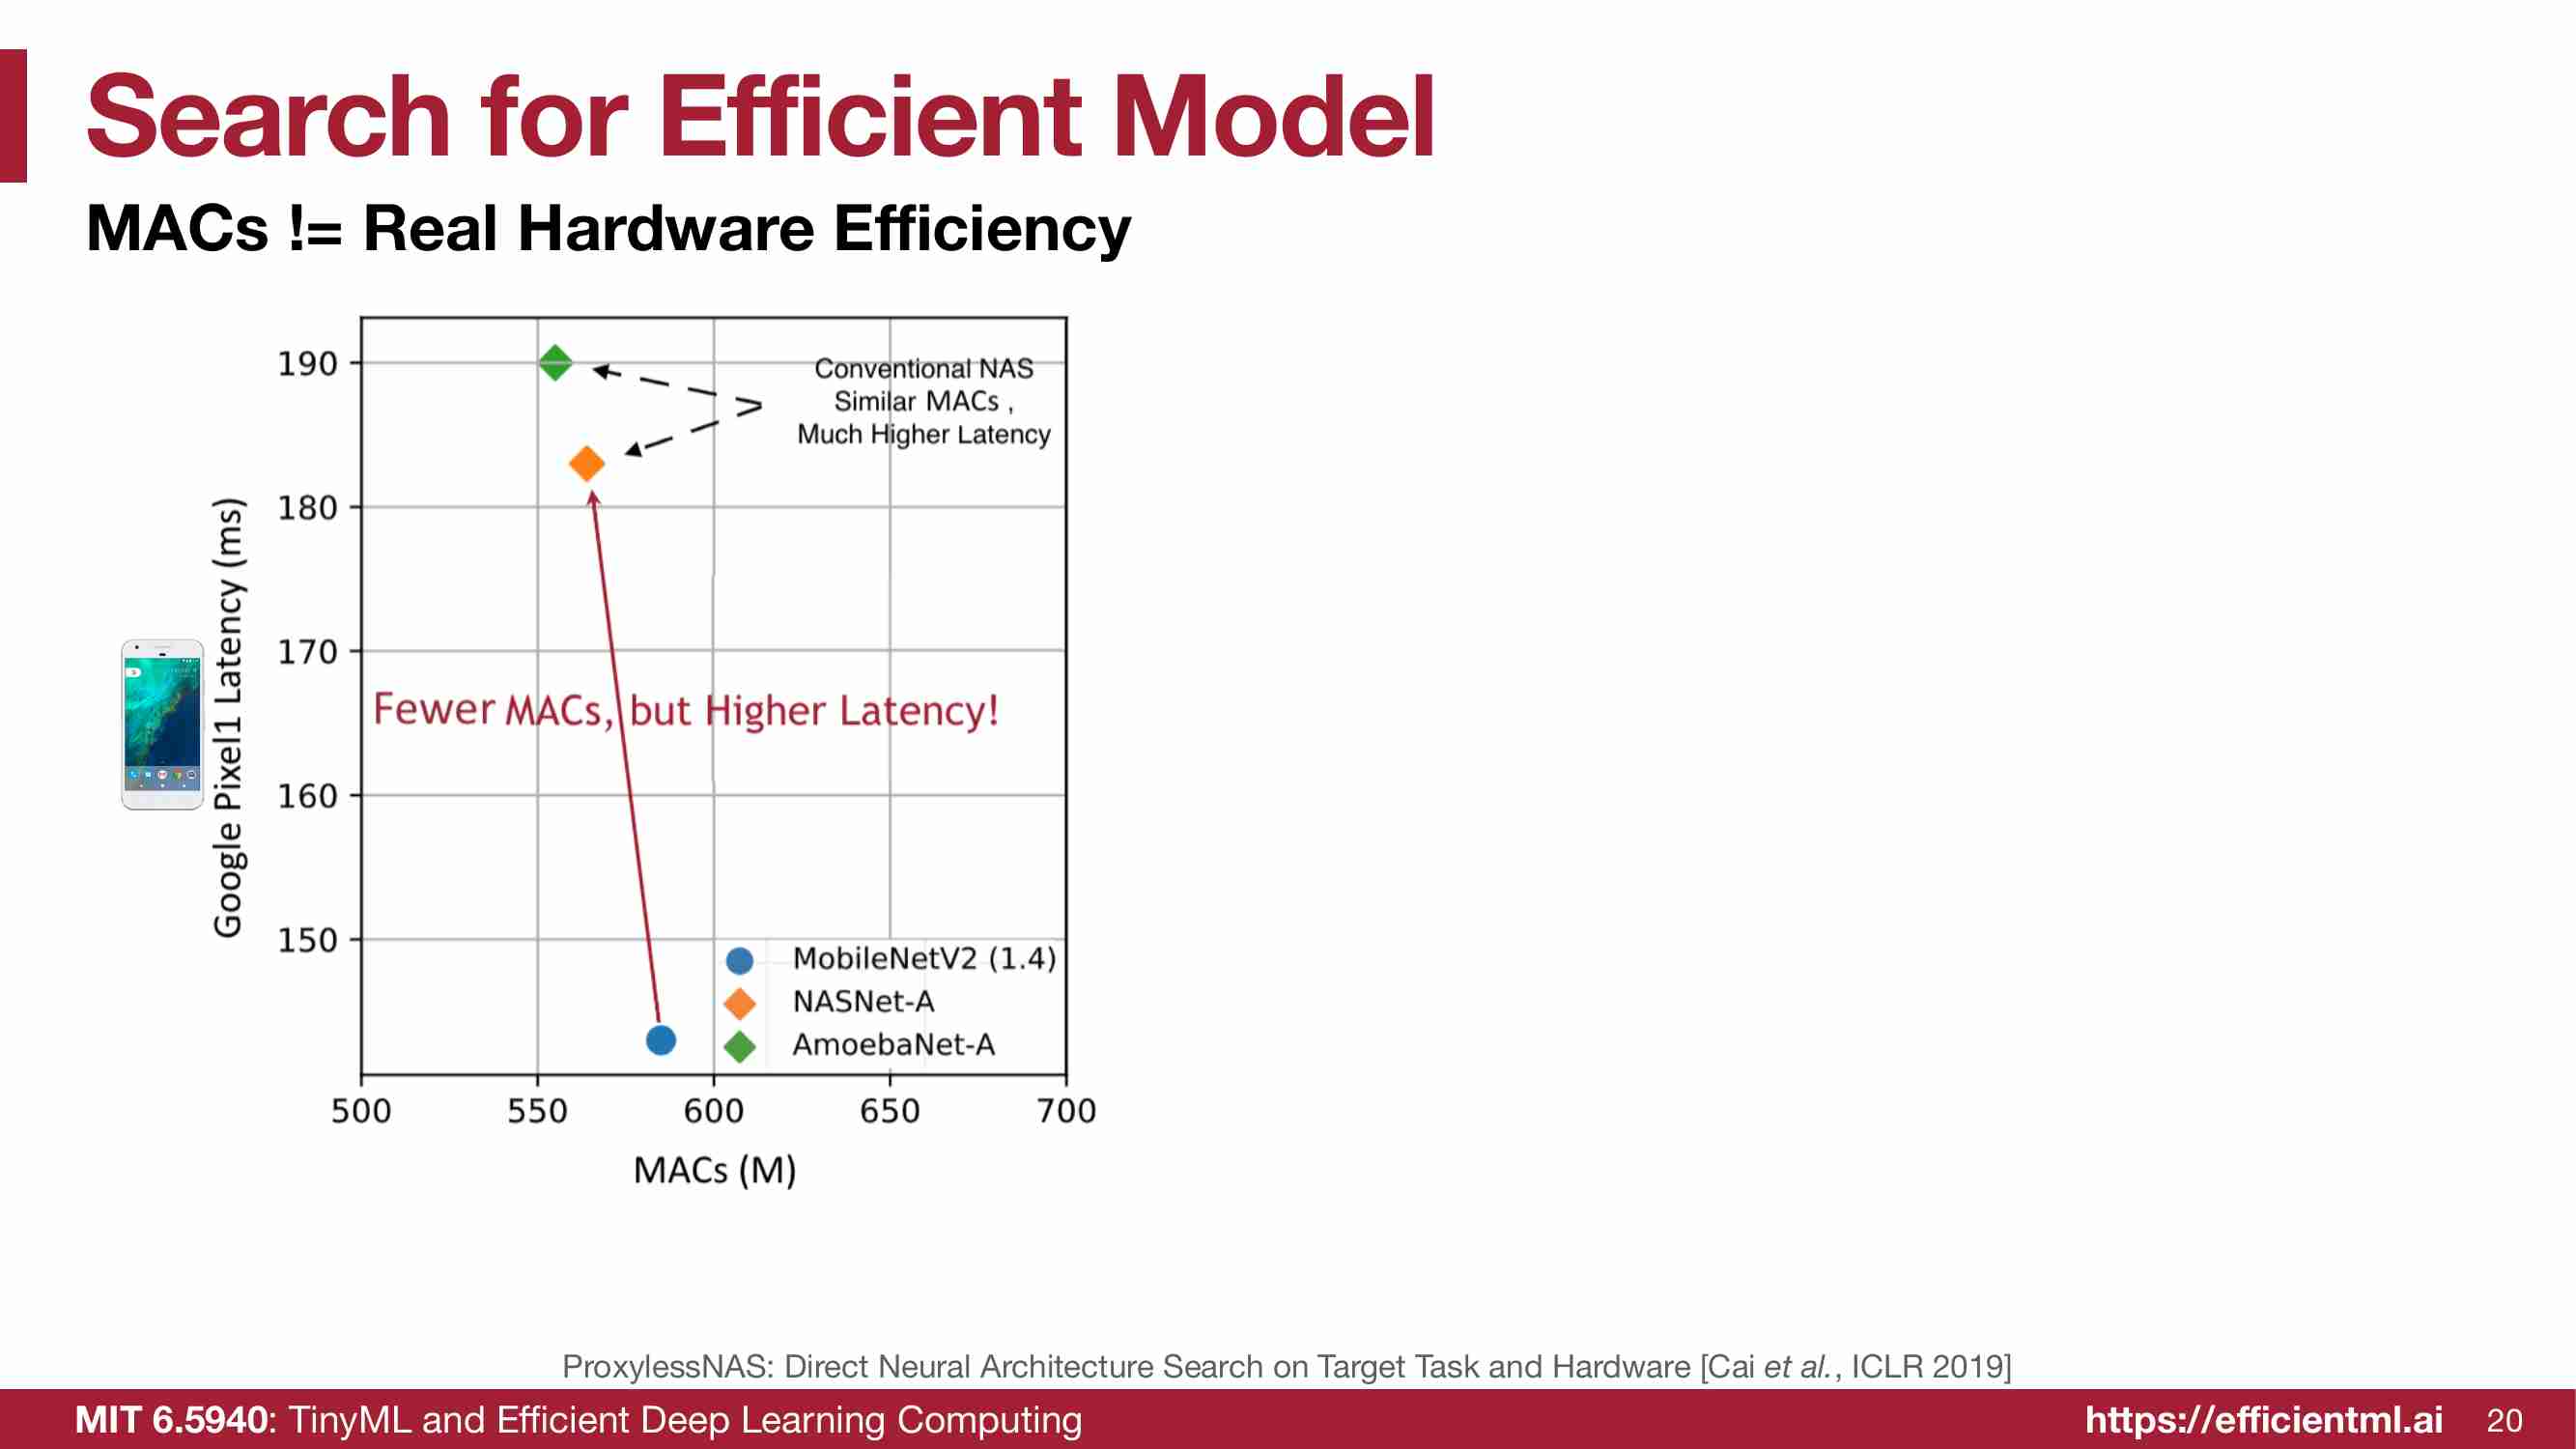 Search for Efficient Model
MACs != Real Hardware Efficiency
190
180
170
160
150
Google Pixel1 Latency (ms)
Conventional NAS
Similar MACs ,
Much Higher Latency
Fewer MACs, but Higher Latency!
MobileNetV2 (1.4)
NASNet-A
AmoebaNet-A
500 550 600 650 700
MACs (M)
ProxylessNAS: Direct Neural Architecture Search on Target Task and Hardware [Cai et al., ICLR 2019]
MIT 6.5940: TinyML and Efficient Deep Learning Computing https://efficientml.ai 20